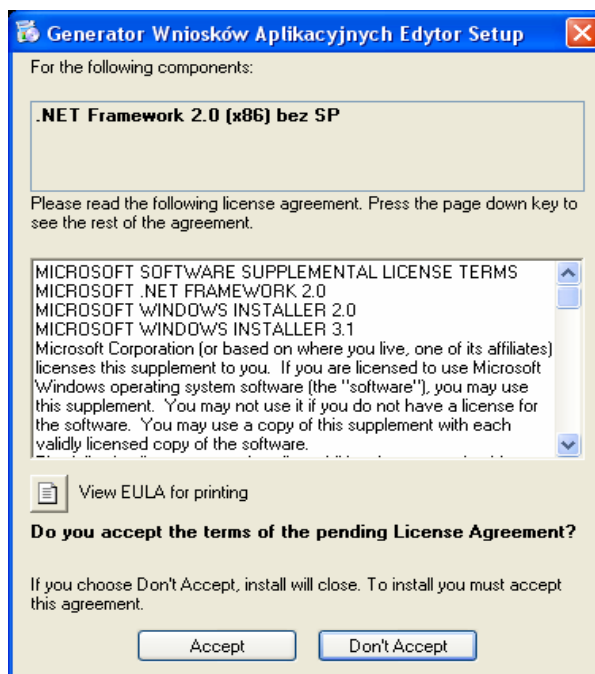 Generator Wniosków Aplikacyjnych Edytor Setup
For the following components:
.NET Framework 2.0 (x86) bez SP
Please read the following license agreement. Press the page down key to
see the rest of the agreement.
MICROSOFT SOFTWARE SUPPLEMENTAL LICENSE TERMS
MICROSOFT .NET FRAMEWORK 2.0
MICROSOFT WINDOWS INSTALLER 2.0
MICROSOFT WINDOWS INSTALLER 3.1
Microsoft Corporation (or based on where you live, one of its affiliates)
licenses this supplement to you.  If you are licensed to use Microsoft
Windows operating system software (the "software"), you may use
this supplement.  You may not use it if you do not have a license for
the software.  You may use a copy of this supplement with each
validly licensed copy of the software.
View EULA for printing
Do you accept the terms of the pending License Agreement?
If you choose Don't Accept, install will close. To install you must accept
this agreement.
Accept
Don't Accept